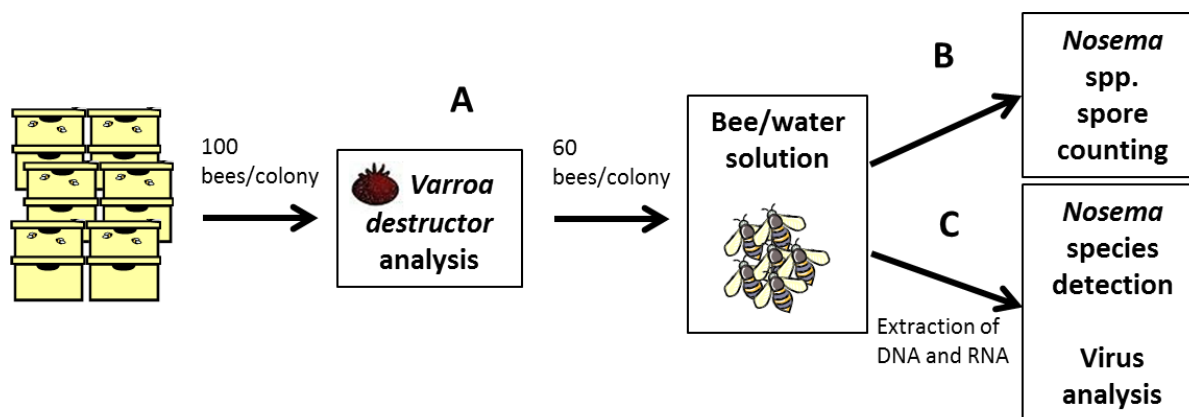 A
100
bees/colony
Varroa
destructor
analysis
60
bees/colony
Bee/water
solution
B
Nosema
spp.
spore
counting
C
Extraction of
DNA and RNA
Nosema
species
detection
Virus
analysis